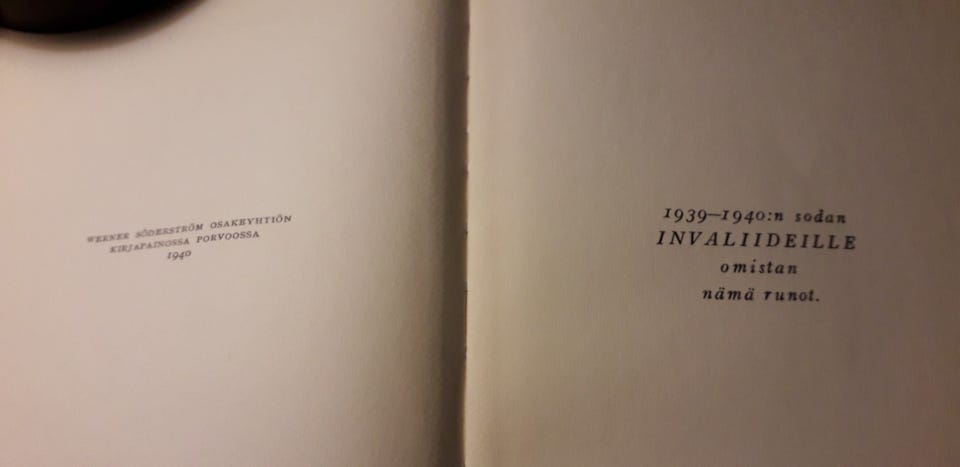 WERNER SÖDERSTRÖM OSAKEYHTIÖN
KIRJAPAINOSSA PORVOOSSA
1940
1939—1940:n sodan
INVALIIDEILLE
omistan
nämä runot.